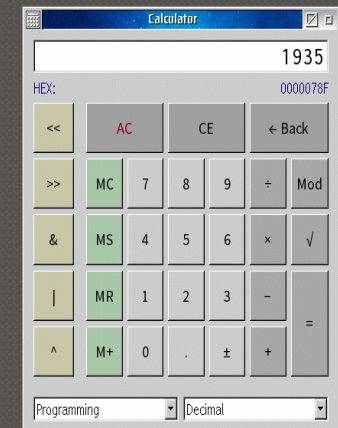 Calculator
1935
HEX: 0000078F
<< AC CE ← Back
>> MC 7 8 9 ÷ Mod
& MS 4 5 6 × √
| MR 1 2 3 − =
^ M+ 0 . ± +
Programming Decimal